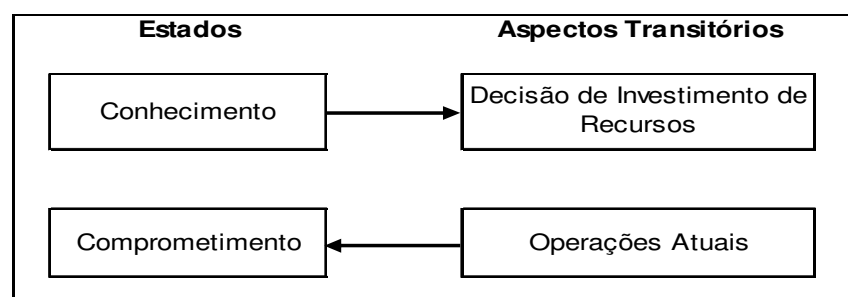 Estados
Aspectos Transitórios
Conhecimento
Decisão de Investimento de
Recursos
Comprometimento
Operações Atuais